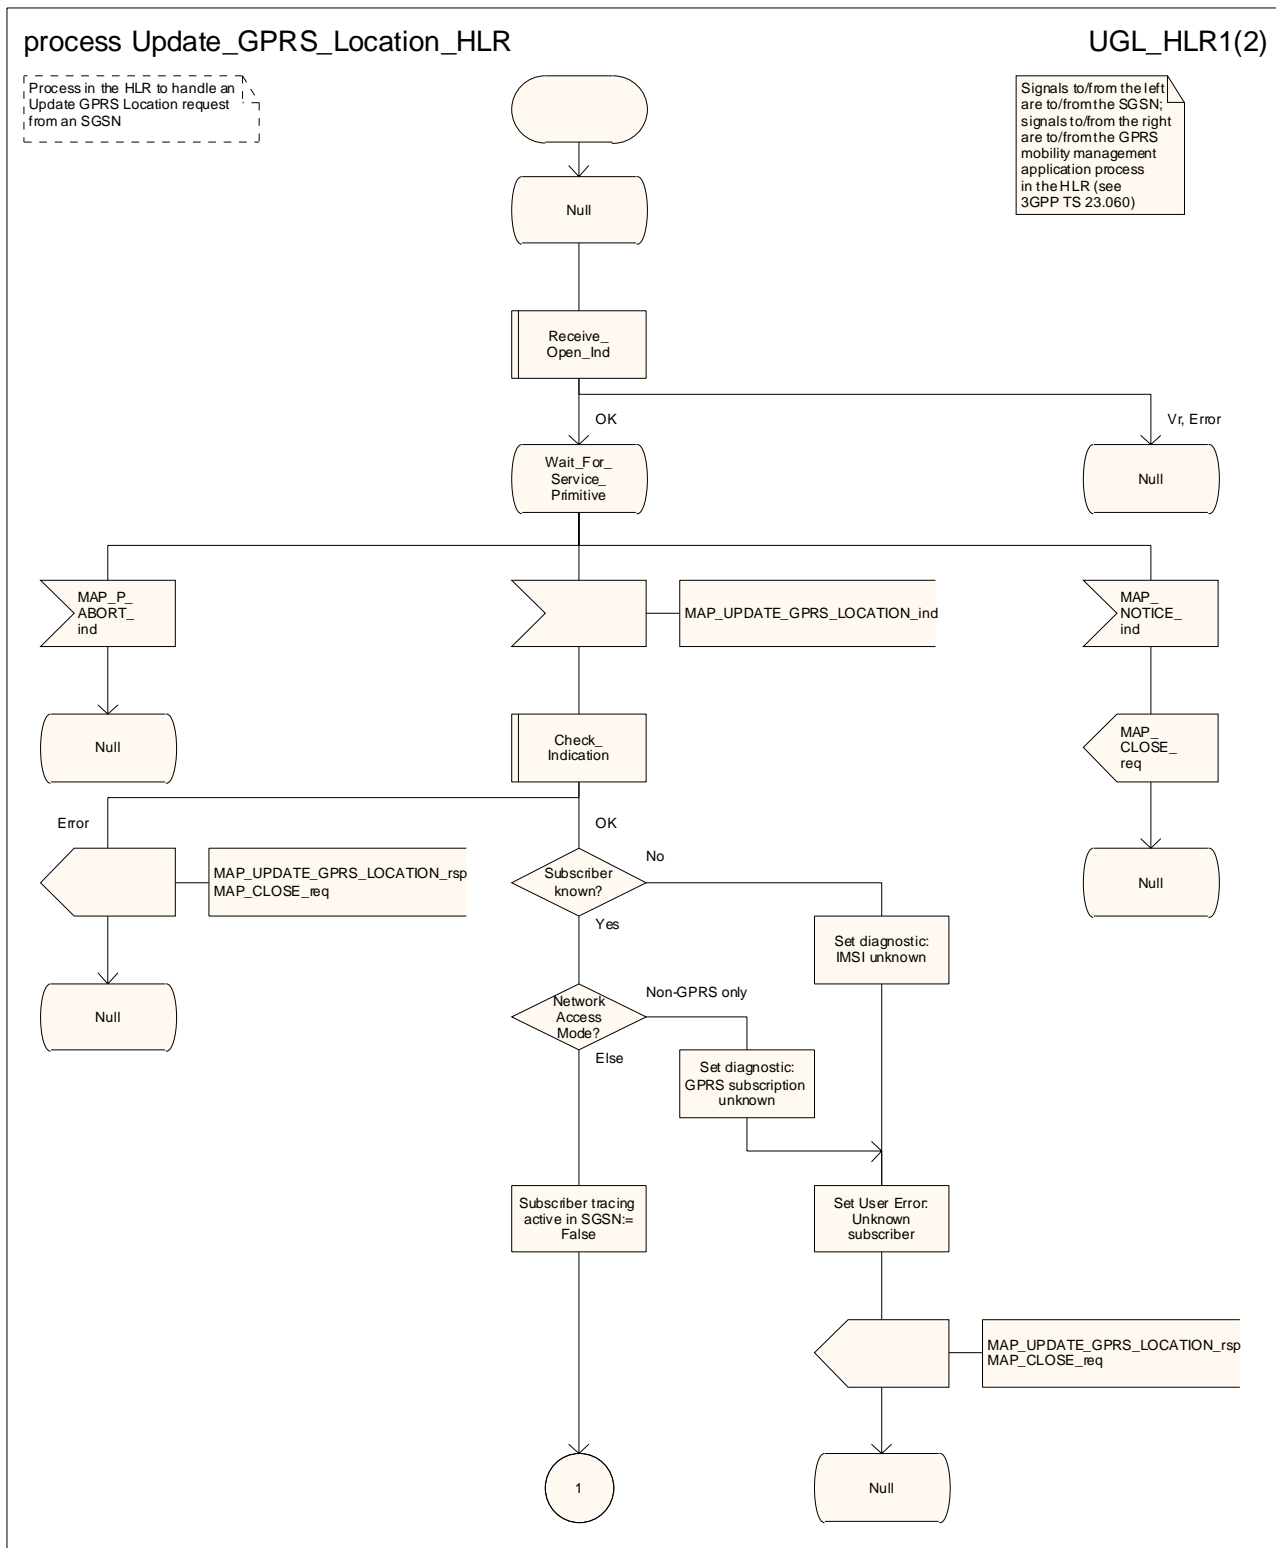 process Update_GPRS_Location_HLR
UGL_HLR1(2)
Process in the HLR to handle an
Update GPRS Location request
from an SGSN
Signals to/from the left
are to/from the SGSN;
signals to/from the right
are to/from the GPRS
mobility management
application process
in the HLR (see
3GPP TS 23.060)
Null
Receive_
Open_Ind
OK
Vr, Error
Wait_For_
Service_
Primitive
Null
MAP_P_
ABORT_
ind
MAP_UPDATE_GPRS_LOCATION_ind
MAP_
NOTICE_
ind
Null
Check_
Indication
MAP_
CLOSE_
req
Error
OK
MAP_UPDATE_GPRS_LOCATION_rsp
MAP_CLOSE_req
Subscriber
known?
No
Yes
Null
Set diagnostic:
IMSI unknown
Null
Network
Access
Mode?
Non-GPRS only
Else
Set diagnostic:
GPRS subscription
unknown
Subscriber tracing
active in SGSN:=
False
Set User Error:
Unknown
subscriber
MAP_UPDATE_GPRS_LOCATION_rsp
MAP_CLOSE_req
1
Null